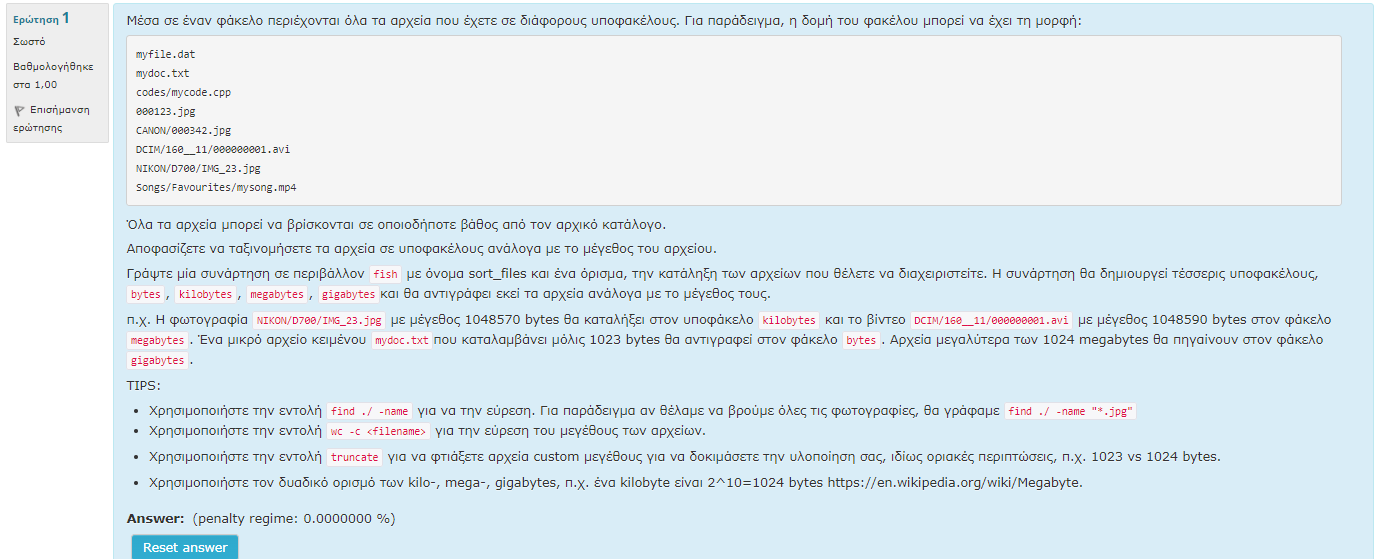 Ερώτηση 1
Σωστό
Βαθμολογήθηκε
στα 1,00
Επισήμανση
ερώτησης
Μέσα σε έναν φάκελο περιέχονται όλα τα αρχεία που έχετε σε διάφορους υποφακέλους. Για παράδειγμα, η δομή του φακέλου μπορεί να έχει τη μορφή:
myfile.dat
mydoc.txt
codes/mycode.cpp
000123.jpg
CANON/000342.jpg
DCIM/160__11/000000001.avi
NIKON/D700/IMG_23.jpg
Songs/Favourites/mysong.mp4
Όλα τα αρχεία μπορεί να βρίσκονται σε οποιοδήποτε βάθος από τον αρχικό κατάλογο.
Αποφασίζετε να ταξινομήσετε τα αρχεία σε υποφακέλους ανάλογα με το μέγεθος του αρχείου.
Γράψτε μία συνάρτηση σε περιβάλλον fish με όνομα sort_files και ένα όρισμα, την κατάληξη των αρχείων που θέλετε να διαχειριστείτε. Η συνάρτηση θα δημιουργεί τέσσερις υποφακέλους,
bytes , kilobytes , megabytes , gigabytes και θα αντιγράφει εκεί τα αρχεία ανάλογα με το μέγεθος τους.
π.χ. Η φωτογραφία NIKON/D700/IMG_23.jpg με μέγεθος 1048570 bytes θα καταλήξει στον υποφάκελο kilobytes και το βίντεο DCIM/160__11/000000001.avi με μέγεθος 1048590 bytes στον φάκελο
megabytes . Ένα μικρό αρχείο κειμένου mydoc.txt που καταλαμβάνει μόλις 1023 bytes θα αντιγραφεί στον φάκελο bytes . Αρχεία μεγαλύτερα των 1024 megabytes θα πηγαίνουν στον φάκελο
gigabytes .
TIPS:
• Χρησιμοποιήστε την εντολή find ./ -name για να την εύρεση. Για παράδειγμα αν θέλαμε να βρούμε όλες τις φωτογραφίες, θα γράφαμε find ./ -name "*.jpg"
• Χρησιμοποιήστε την εντολή wc -c <filename> για την εύρεση του μεγέθους των αρχείων.
• Χρησιμοποιήστε την εντολή truncate για να φτιάξετε αρχεία custom μεγέθους για να δοκιμάσετε την υλοποίηση σας, ιδίως οριακές περιπτώσεις, π.χ. 1023 vs 1024 bytes.
• Χρησιμοποιήστε τον δυαδικό ορισμό των kilo-, mega-, gigabytes, π.χ. ένα kilobyte είναι 2^10=1024 bytes https://en.wikipedia.org/wiki/Megabyte.
Answer: (penalty regime: 0.0000000 %)
Reset answer